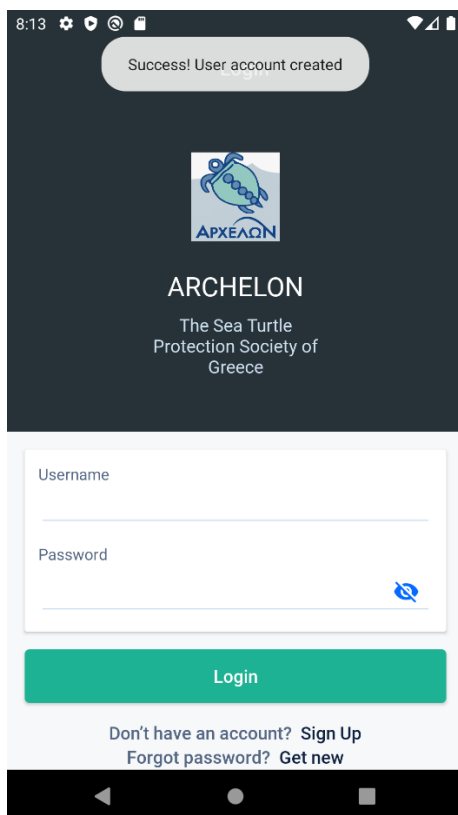 8:13
Success! User account created
Login
ΑΡΧΕΛΩΝ
ARCHELON
The Sea Turtle
Protection Society of
Greece
Username
Password
Login
Don't have an account? Sign Up
Forgot password? Get new